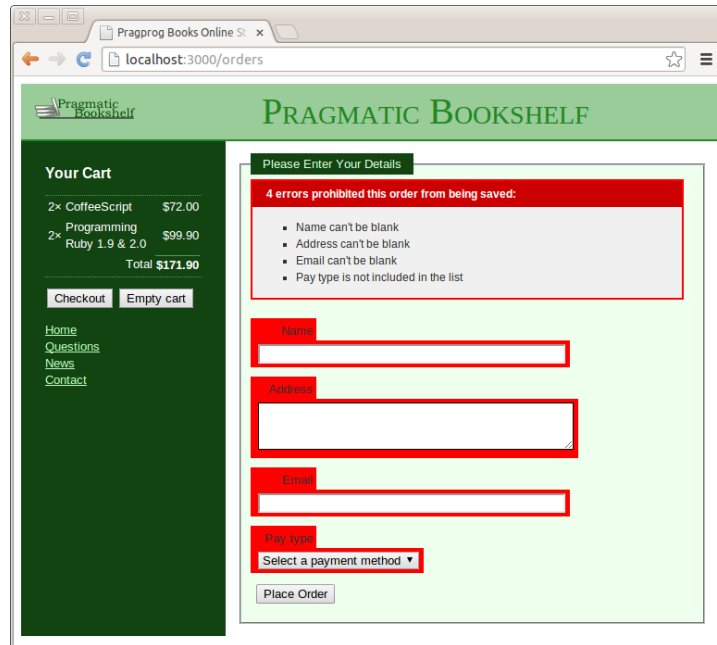 Pragprog Books Online St
localhost:3000/orders
Pragmatic
Bookshelf
PRAGMATIC BOOKSHELF
Your Cart
2× CoffeeScript $72.00
2× Programming Ruby 1.9 & 2.0 $99.90
Total $171.90
Checkout Empty cart
Home
Questions
News
Contact
Please Enter Your Details
4 errors prohibited this order from being saved:
Name can't be blank
Address can't be blank
Email can't be blank
Pay type is not included in the list
Name
Address
Email
Pay type
Select a payment method
Place Order